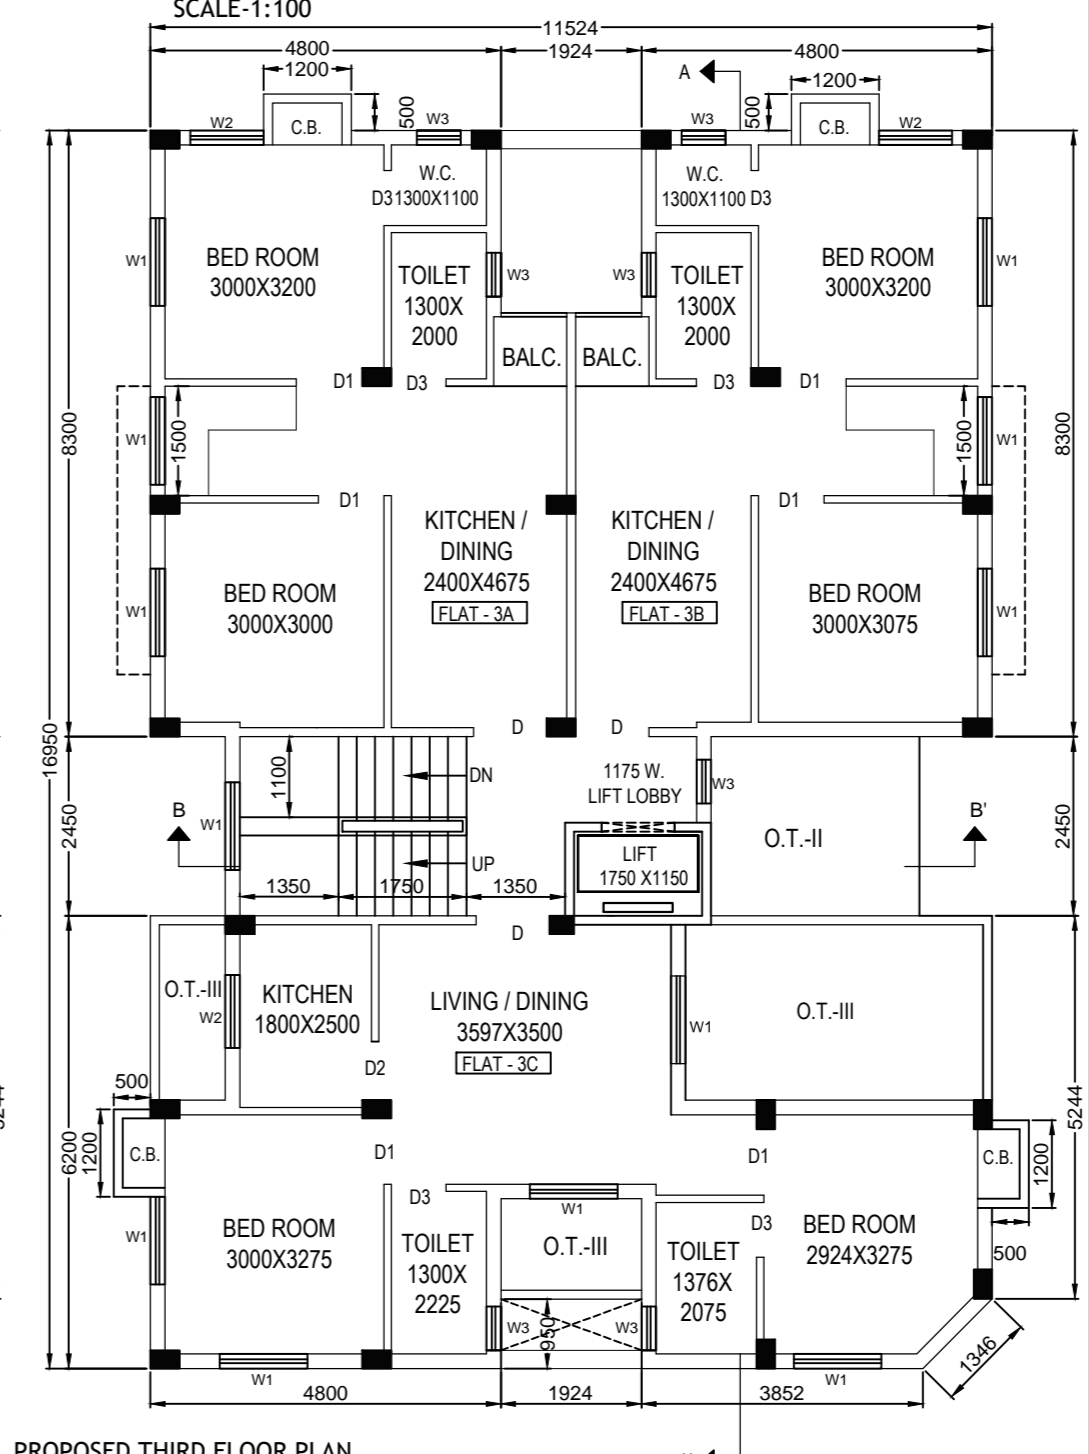 SCALE-1:100
11524
4800
1924
4800
1200
A
1200
500
500
W2
C.B.
W3
W3
C.B.
W2
W.C.
D31300X1100
W.C.
1300X1100 D3
W1
BED ROOM
3000X3200
TOILET
1300X
2000
W3
W3
TOILET
1300X
2000
BED ROOM
3000X3200
W1
BALC.
BALC.
D1
D3
D3
D1
8300
W1
1500
1500
W1
8300
D1
D1
KITCHEN /
DINING
2400X4675
FLAT - 3A
KITCHEN /
DINING
2400X4675
FLAT - 3B
W1
BED ROOM
3000X3000
BED ROOM
3000X3075
W1
D
D
16950
1100
DN
1175 W.
LIFT LOBBY
W3
2450
B
W1
O.T.-II
B'
2450
UP
LIFT
1750 X1150
1350
1750
1350
D
O.T.-III
W2
KITCHEN
1800X2500
LIVING / DINING
3597X3500
FLAT - 3C
W1
O.T.-III
D2
500
5244
5244
6200
1200
C.B.
D1
D1
C.B.
1200
D3
W1
W1
BED ROOM
3000X3275
TOILET
1300X
2225
O.T.-III
TOILET
1376X
2075
D3
BED ROOM
2924X3275
500
W3
950
W3
1346
W1
W1
4800
1924
3852
PROPOSED THIRD FLOOR PLAN